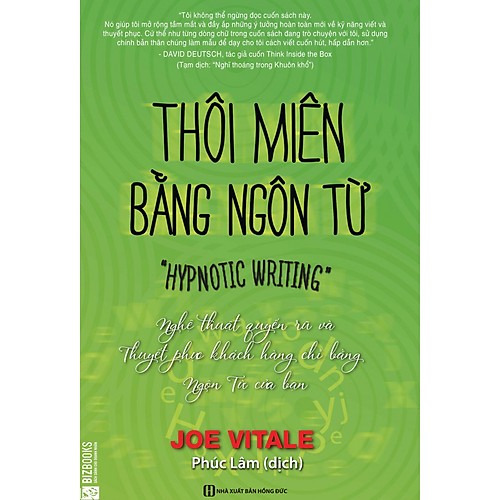 "Tôi không thể ngừng đọc cuốn sách này.
Nó giúp tôi mở rộng tầm mắt và đầy ắp những ý tưởng hoàn toàn mới về kỹ năng viết và
thuyết phục. Cứ thể như từng dòng chữ trong cuốn sách đang trò chuyện với tôi, sử dụng
chính bản thân chúng làm mẫu để dạy cho tôi cách viết cuốn hút, hấp dẫn hơn."
- DAVID DEUTSCH, tác giả cuốn Think Inside the Box
(Tạm dịch: "Nghĩ thoáng trong Khuôn khổ")
THÔI MIÊN
BẰNG NGÔN TỪ
"HYPNOTIC WRITING"
Nghệ thuật quyến rũ và
Thuyết phục khách hàng chỉ bằng
Ngôn Từ của bạn
JOE VITALE
Phúc Lâm (dịch)
NHÀ XUẤT BẢN HỒNG ĐỨC
BIZBOOKS